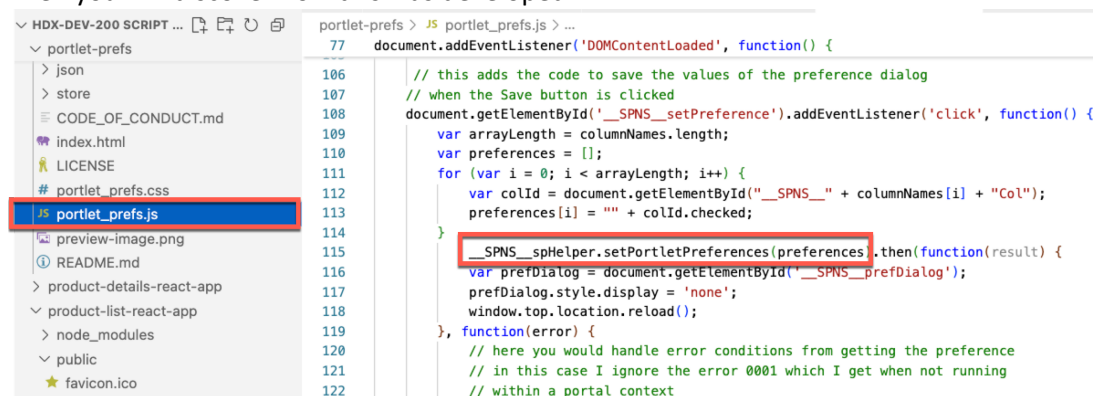 HDX-DEV-200 SCRIPT ...
portlet-prefs
json
store
CODE_OF_CONDUCT.md
index.html
LICENSE
# portlet_prefs.css
JS portlet_prefs.js
preview-image.png
README.md
product-details-react-app
product-list-react-app
node_modules
public
favicon.ico
portlet-prefs > JS portlet_prefs.js > ...
77 document.addEventListener('DOMContentLoaded', function() {
106 // this adds the code to save the values of the preference dialog
107 // when the Save button is clicked
108 document.getElementById('__SPNS__setPreference').addEventListener('click', function() {
109 var arrayLength = columnNames.length;
110 var preferences = [];
111 for (var i = 0; i < arrayLength; i++) {
112 var colId = document.getElementById("__SPNS__" + columnNames[i] + "Col");
113 preferences[i] = "" + colId.checked;
114 }
115 __SPNS__spHelper.setPortletPreferences(preferences).then(function(result) {
116 var prefDialog = document.getElementById('__SPNS__prefDialog');
117 prefDialog.style.display = 'none';
118 window.top.location.reload();
119 }, function(error) {
120 // here you would handle error conditions from getting the preference
121 // in this case I ignore the error 0001 which I get when not running
122 // within a portal context